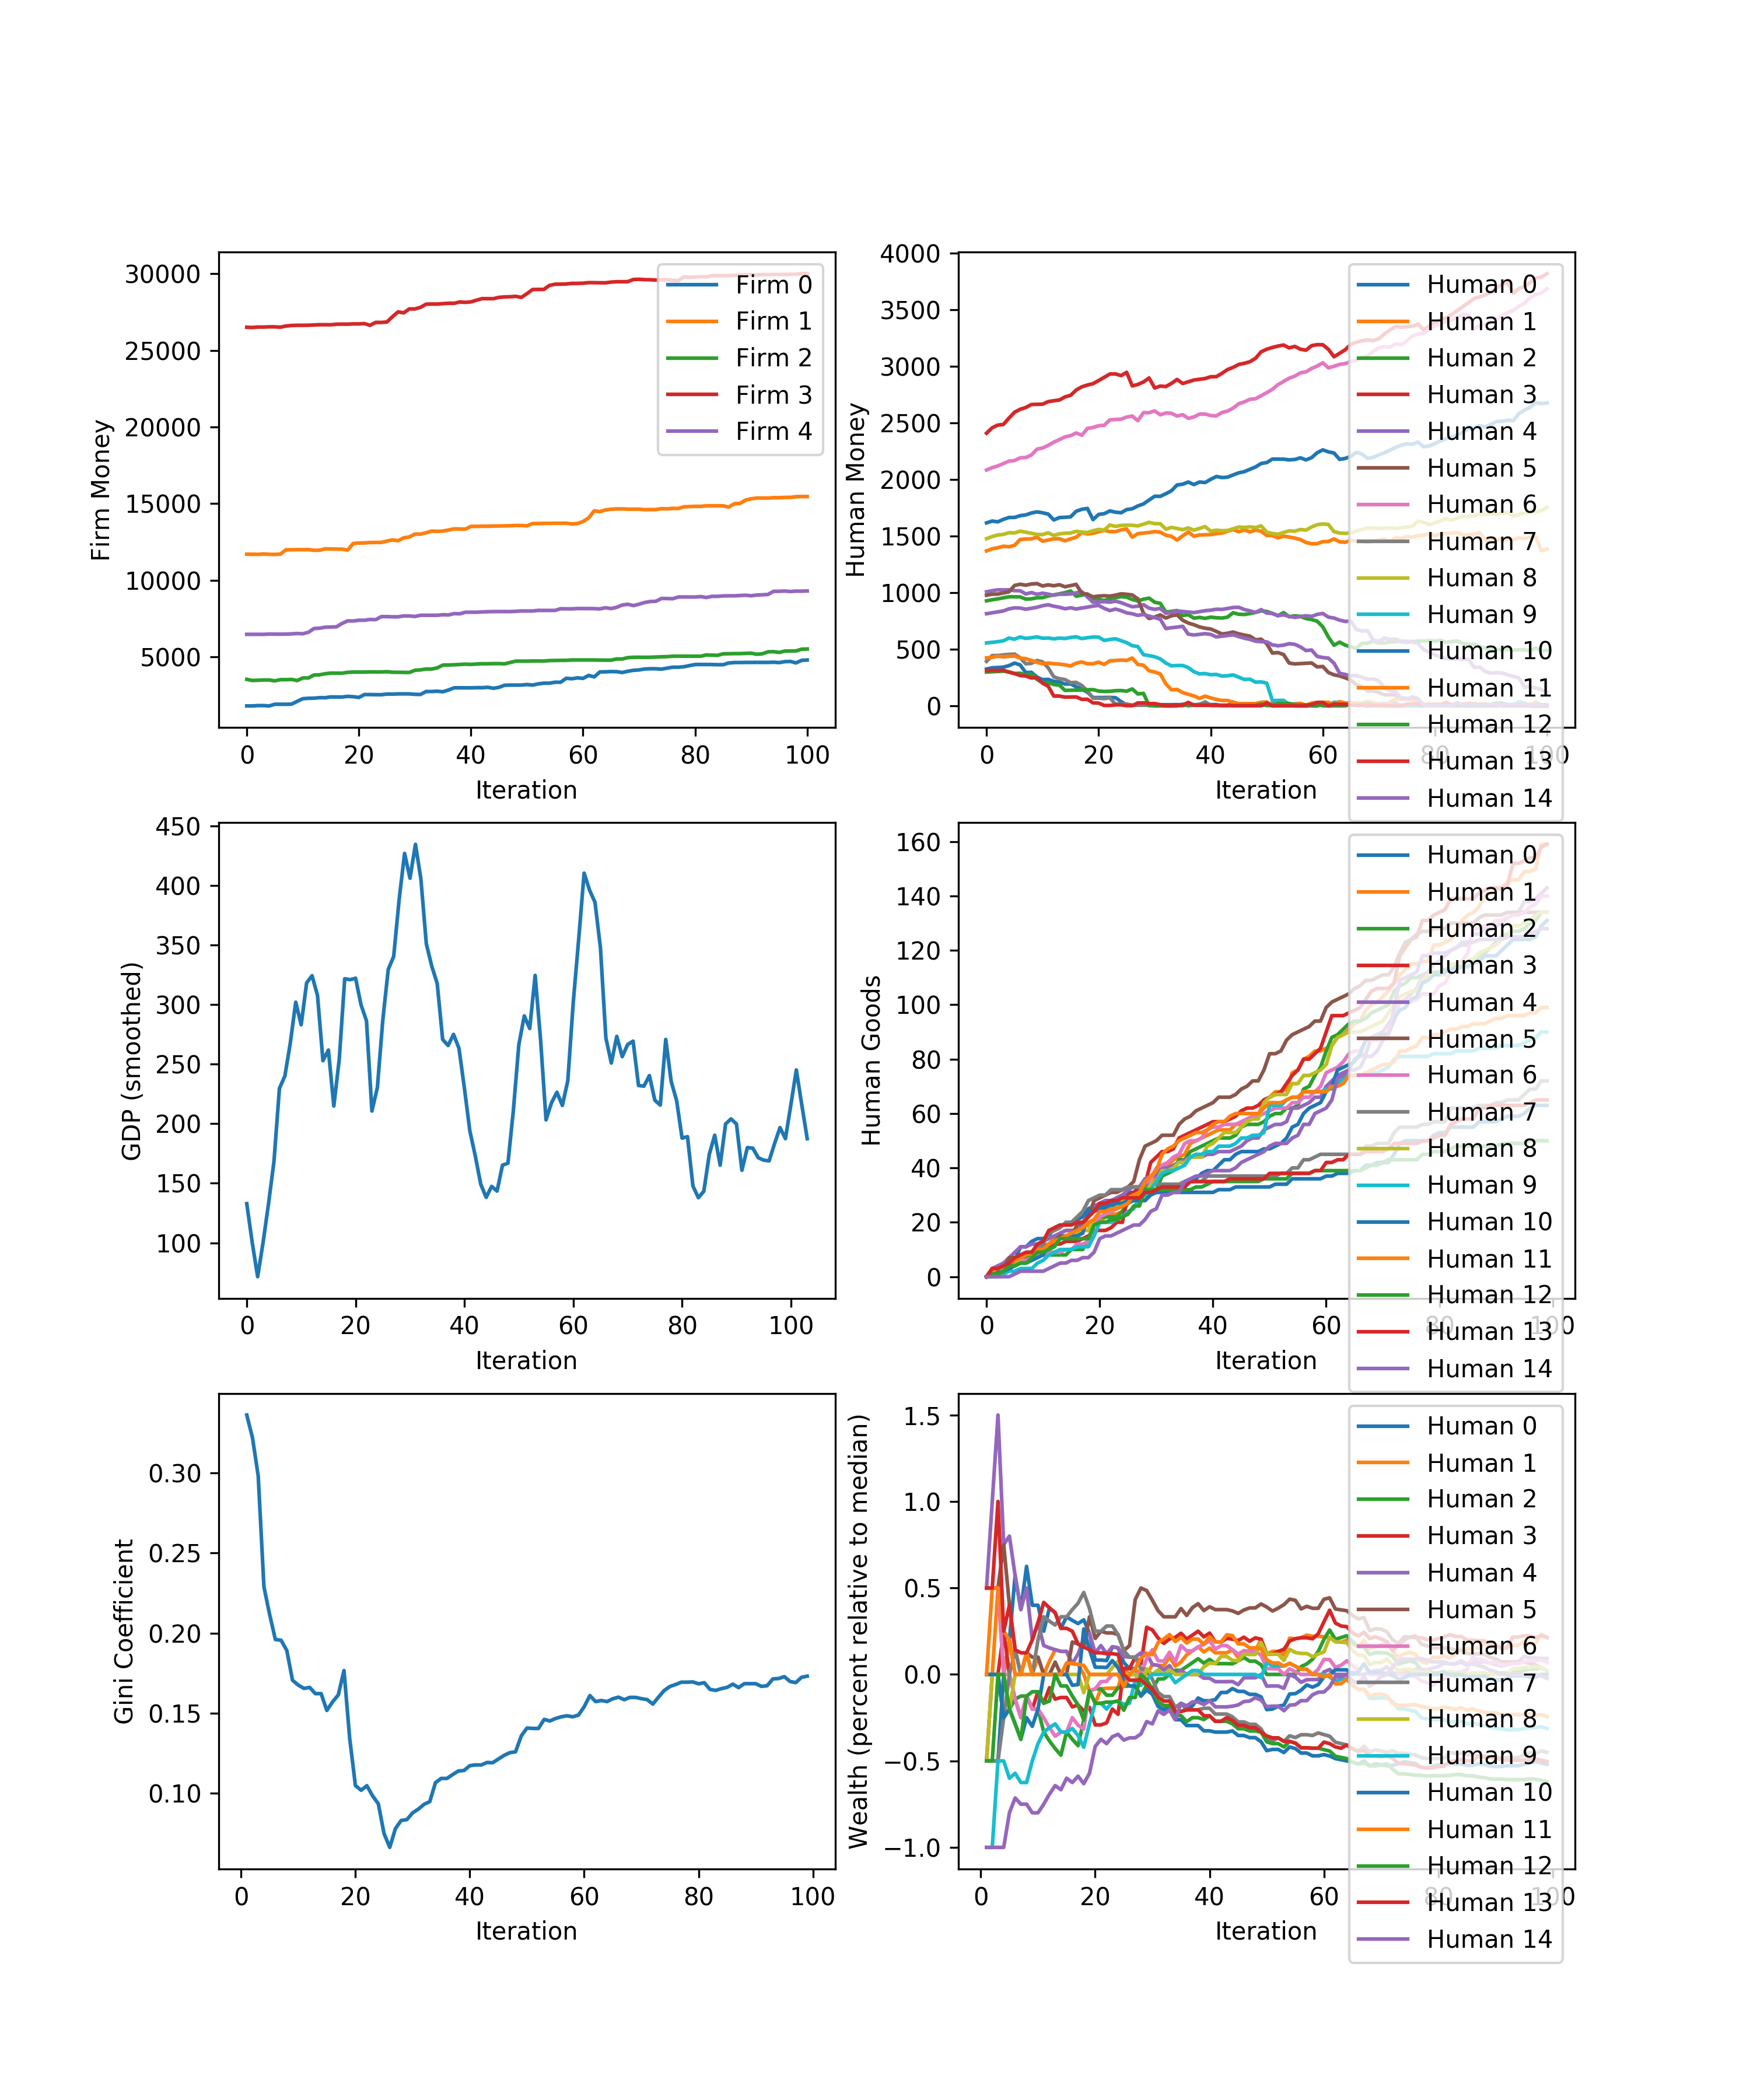 30000
25000
20000
15000
10000
5000
Firm Money
0 20 40 60 80 100
Iteration
Firm 0
Firm 1
Firm 2
Firm 3
Firm 4
4000
3500
3000
2500
2000
1500
1000
500
0
Human Money
0 20 40 60 80 100
Iteration
Human 0
Human 1
Human 2
Human 3
Human 4
Human 5
Human 6
Human 7
Human 8
Human 9
Human 10
Human 11
Human 12
Human 13
Human 14
450
400
350
300
250
200
150
100
GDP (smoothed)
0 20 40 60 80 100
Iteration
160
140
120
100
80
60
40
20
0
Human Goods
0 20 40 60 80 100
Iteration
Human 0
Human 1
Human 2
Human 3
Human 4
Human 5
Human 6
Human 7
Human 8
Human 9
Human 10
Human 11
Human 12
Human 13
Human 14
0.30
0.25
0.20
0.15
0.10
Gini Coefficient
0 20 40 60 80 100
Iteration
1.5
1.0
0.5
0.0
−0.5
−1.0
Wealth (percent relative to median)
0 20 40 60 80 100
Iteration
Human 0
Human 1
Human 2
Human 3
Human 4
Human 5
Human 6
Human 7
Human 8
Human 9
Human 10
Human 11
Human 12
Human 13
Human 14